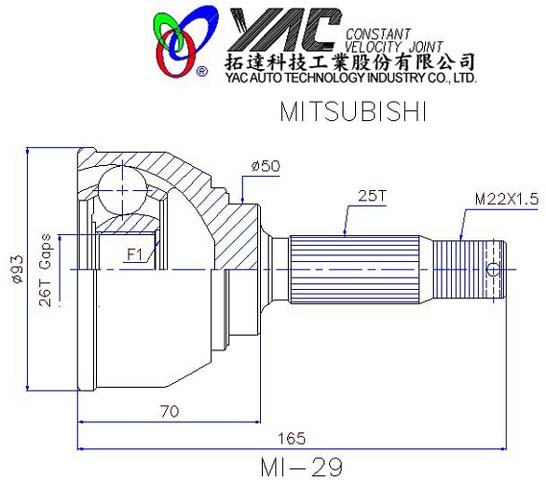 YAC CONSTANT
VELOCITY JOINT
®
拓達科技工業股份有限公司
YAC AUTO TECHNOLOGY INDUSTRY CO., LTD.
MITSUBISHI
ø50
25T
M22X1.5
F1
ø93
26T Gaps
70
165
MI-29